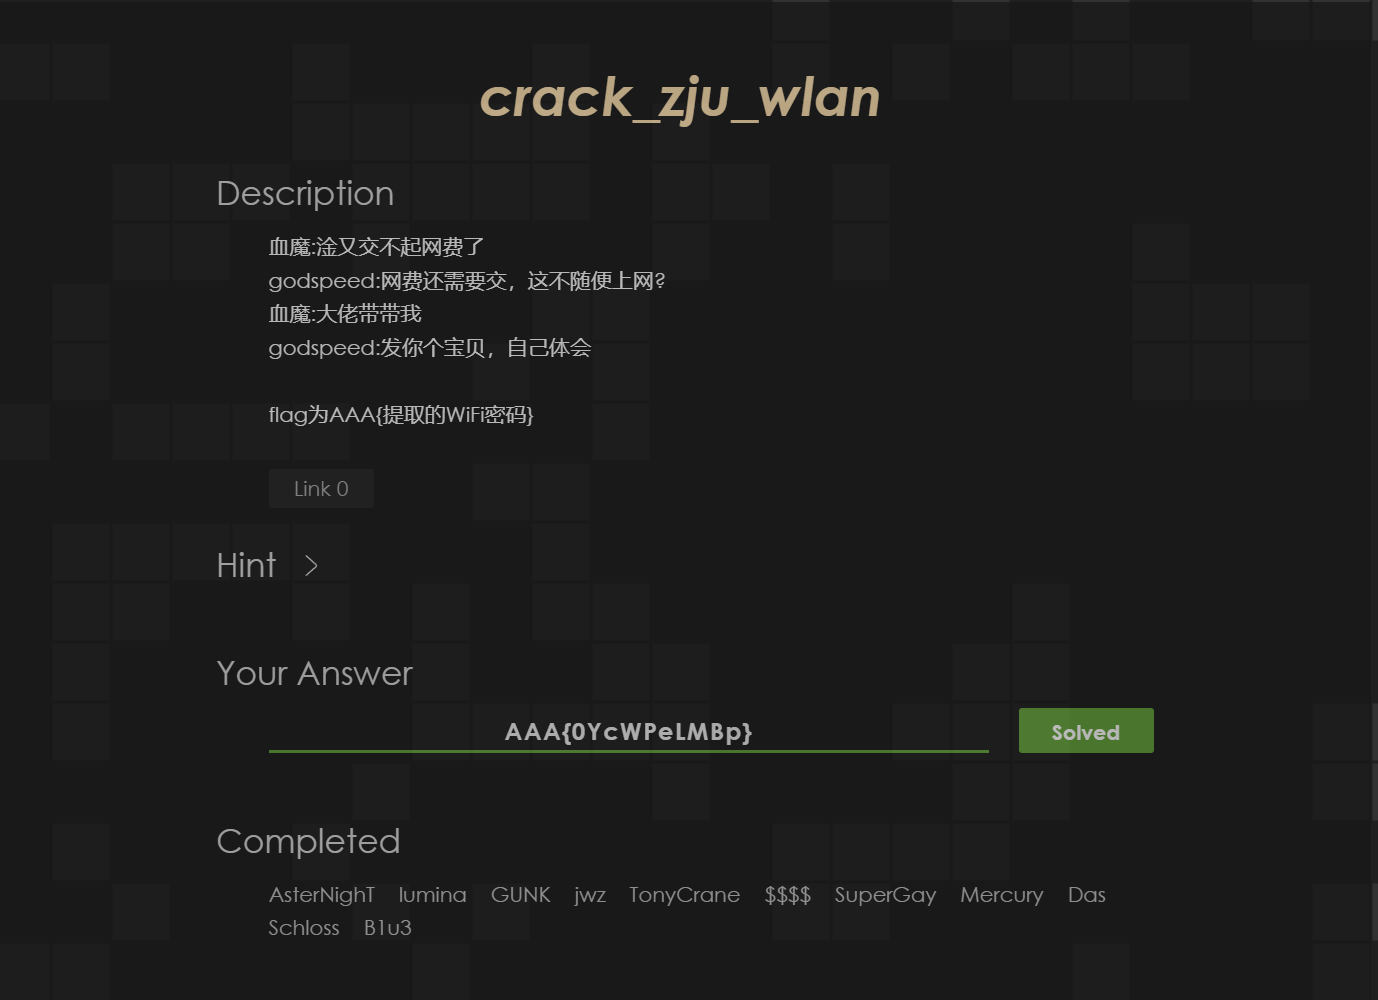 crack_zju_wlan
Description
血魔:淦又交不起网费了
godspeed:网费还需要交，这不随便上网?
血魔:大佬带带我
godspeed:发你个宝贝，自己体会
flag为AAA{提取的WiFi密码}
Link 0
Hint >
Your Answer
AAA{0YcWPeLMBp}
Solved
Completed
AsterNighT lumina GUNK jwz TonyCrane $$$$ SuperGay Mercury Das
Schloss B1u3